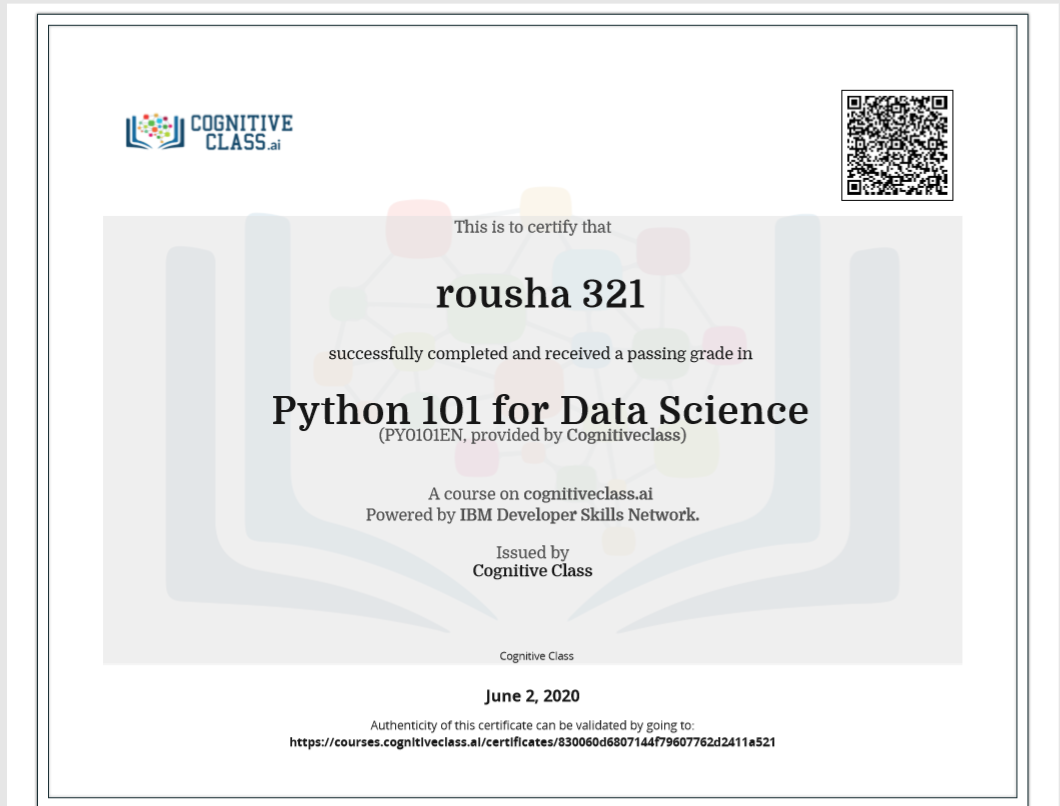 COGNITIVE
CLASS.ai
This is to certify that
rousha 321
successfully completed and received a passing grade in
Python 101 for Data Science
(PY0101EN, provided by Cognitiveclass)
A course on cognitiveclass.ai
Powered by IBM Developer Skills Network.
Issued by
Cognitive Class
Cognitive Class
June 2, 2020
Authenticity of this certificate can be validated by going to:
https://courses.cognitiveclass.ai/certificates/830060d6807144f79607762d2411a521